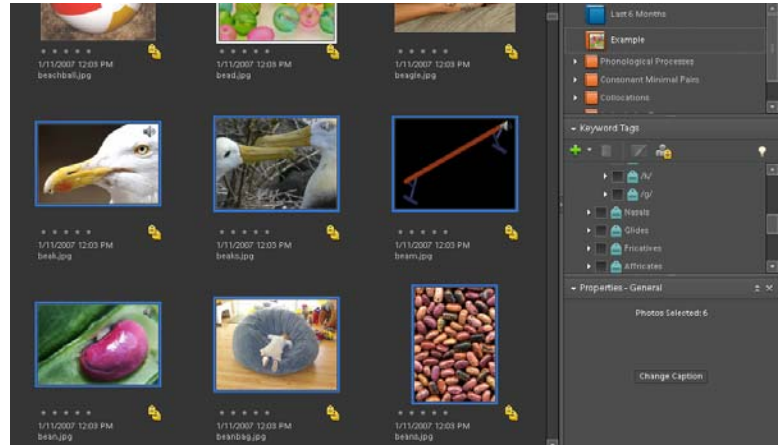 1/11/2007 12:03 PM
beachball.jpg
1/11/2007 12:03 PM
bead.jpg
1/11/2007 12:03 PM
beagle.jpg
1/11/2007 12:03 PM
beak.jpg
1/11/2007 12:03 PM
beaks.jpg
1/11/2007 12:03 PM
beam.jpg
1/11/2007 12:03 PM
bean.jpg
1/11/2007 12:03 PM
beanbag.jpg
1/11/2007 12:03 PM
beans.jpg
Last 6 Months
Example
Phonological Processes
Consonant Minimal Pairs
Collocations
Keyword Tags
/k/
/g/
Nasals
Glides
Fricatives
Affricates
Properties - General
Photos Selected: 6
Change Caption